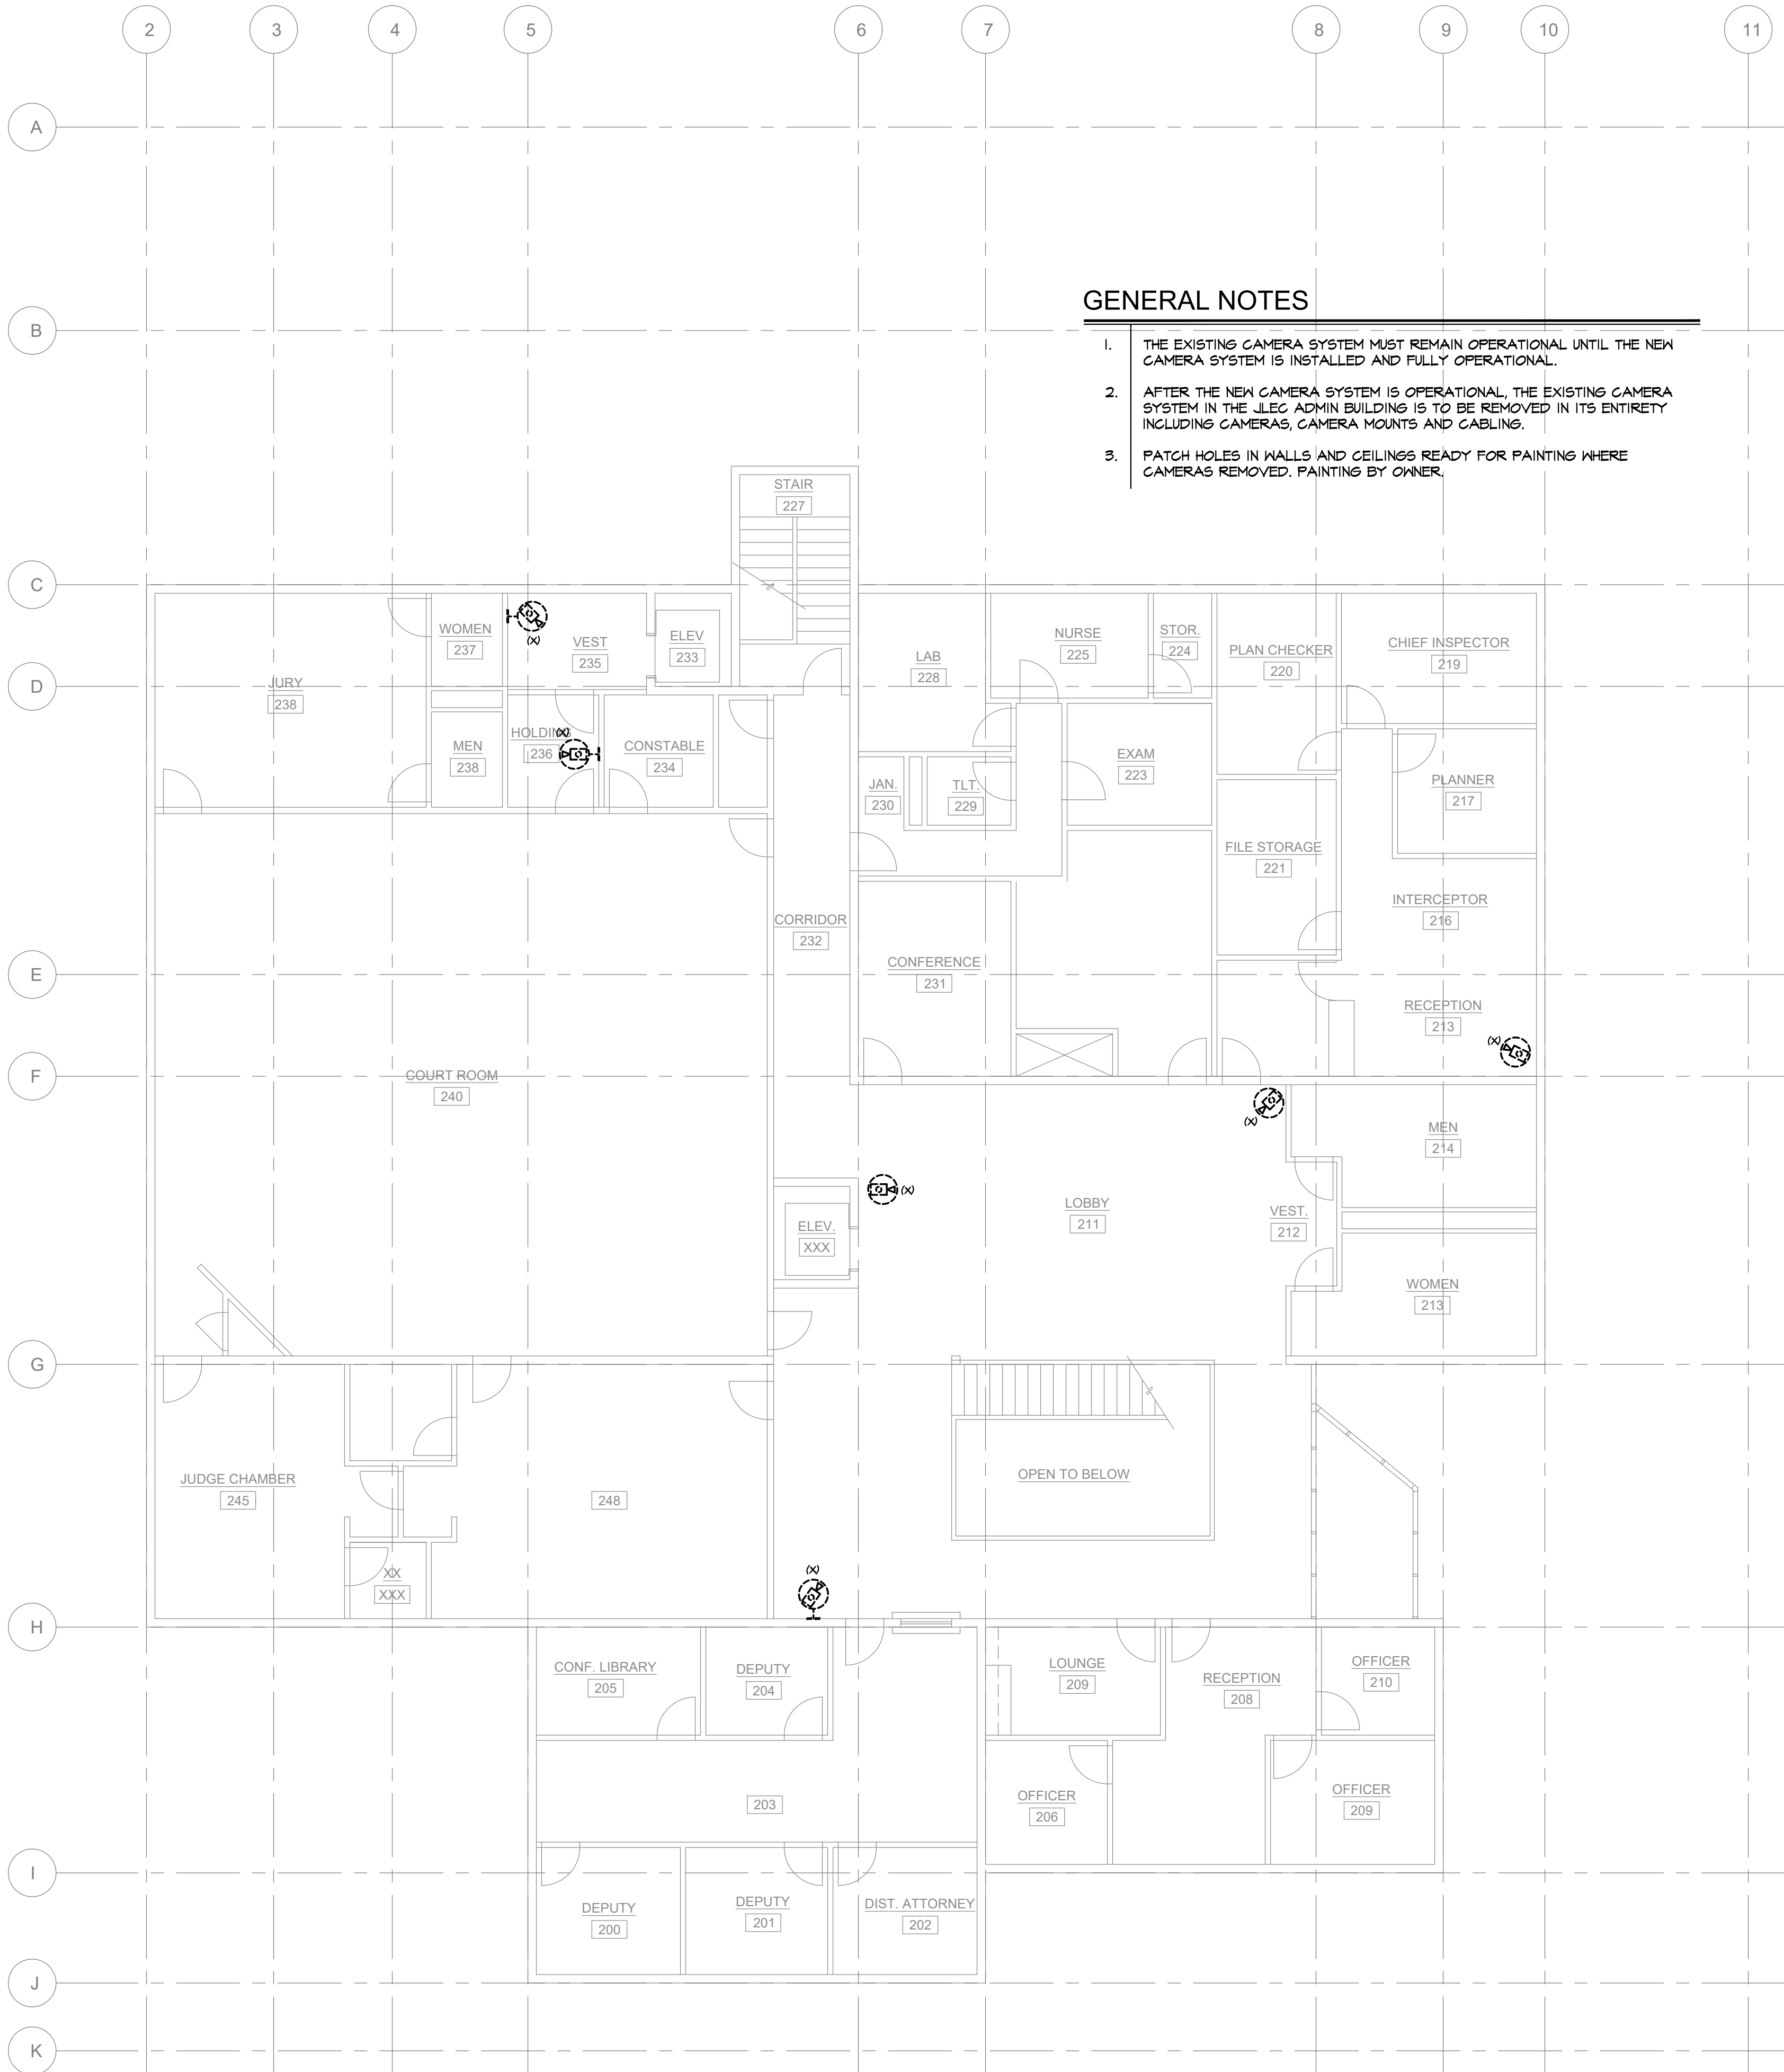 2 3 4 5 6 7 8 9 10 11
A
B
GENERAL NOTES
1. THE EXISTING CAMERA SYSTEM MUST REMAIN OPERATIONAL UNTIL THE NEW
CAMERA SYSTEM IS INSTALLED AND FULLY OPERATIONAL.
2. AFTER THE NEW CAMERA SYSTEM IS OPERATIONAL, THE EXISTING CAMERA
SYSTEM IN THE JLEC ADMIN BUILDING IS TO BE REMOVED IN ITS ENTIRETY
INCLUDING CAMERAS, CAMERA MOUNTS AND CABLING.
3. PATCH HOLES IN WALLS AND CEILINGS READY FOR PAINTING WHERE
CAMERAS REMOVED. PAINTING BY OWNER.
STAIR
227
C
WOMEN
237
(X)
VEST
235
ELEV
233
LAB
228
NURSE
225
STOR.
224
PLAN CHECKER
220
CHIEF INSPECTOR
219
D
JURY
238
MEN
238
HOLDING
236
(X)
CONSTABLE
234
JAN.
230
TLT.
229
EXAM
223
PLANNER
217
FILE STORAGE
221
INTERCEPTOR
216
CORRIDOR
232
E
CONFERENCE
231
RECEPTION
213
(X)
F
COURT ROOM
240
(X)
MEN
214
(X)
ELEV.
XXX
LOBBY
211
VEST.
212
WOMEN
213
G
JUDGE CHAMBER
245
248
OPEN TO BELOW
XX
XXX
(X)
H
CONF. LIBRARY
205
DEPUTY
204
LOUNGE
209
RECEPTION
208
OFFICER
210
203
OFFICER
206
OFFICER
209
I
DEPUTY
200
DEPUTY
201
DIST. ATTORNEY
202
J
K